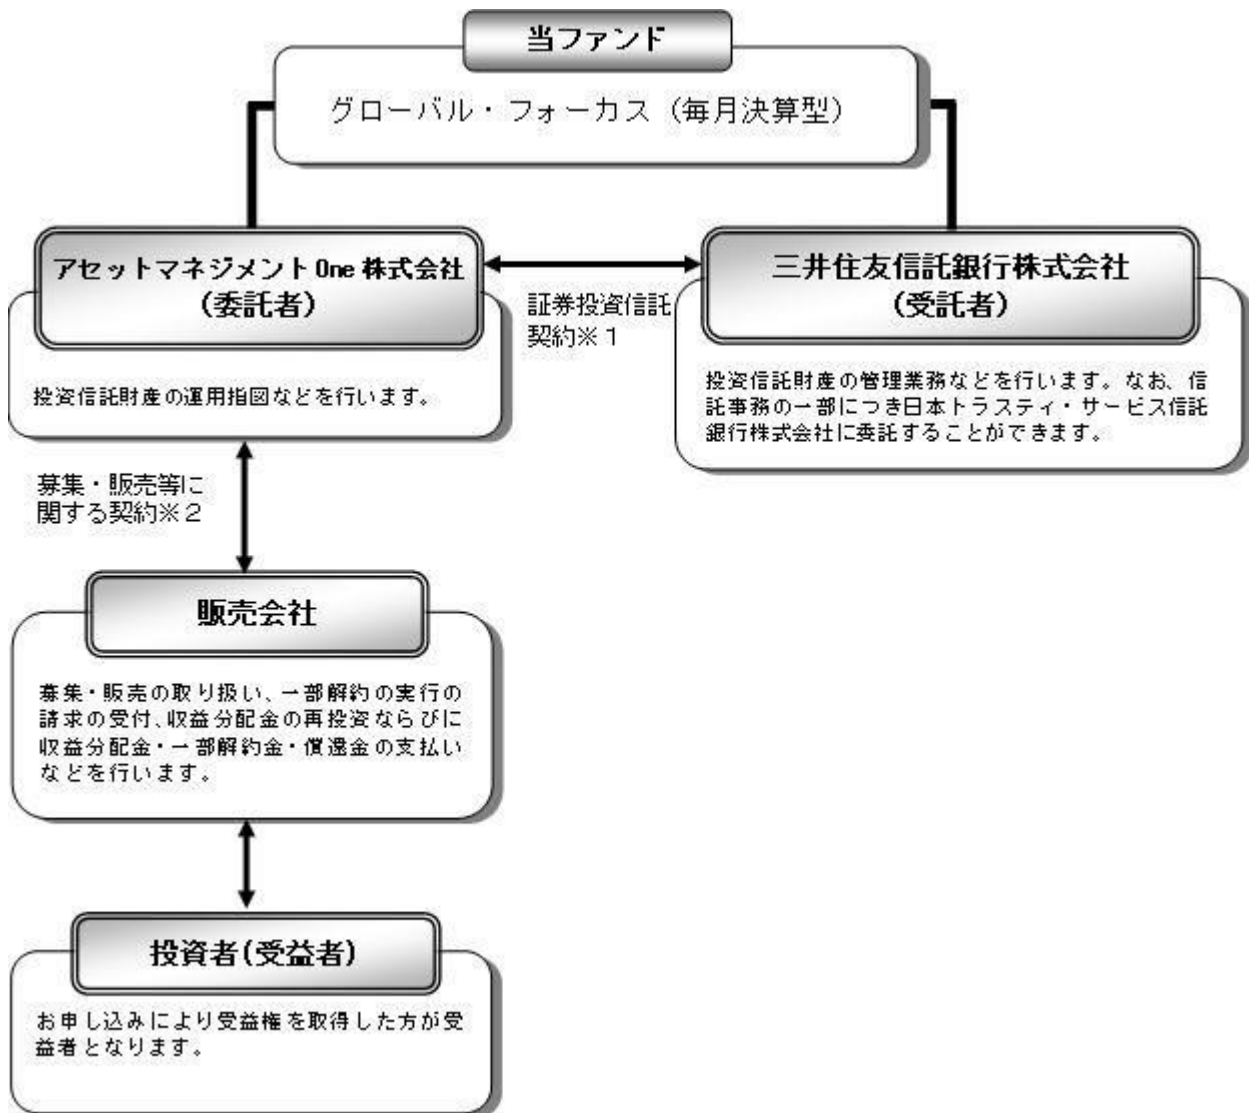 当ファンド
グローバル・フォーカス（毎月決算型）
アセットマネジメント One 株式会社
（委託者）
投資信託財産の運用指図などを行います。
証券投資信託
契約※１
三井住友信託銀行株式会社
（受託者）
投資信託財産の管理業務などを行います。なお、信
託事務の一部につき日本トラスティ・サービス信託
銀行株式会社に委託することができます。
募集・販売等に
関する契約※２
販売会社
募集・販売の取り扱い、一部解約の実行の
請求の受付、収益分配金の再投資ならびに
収益分配金・一部解約金・償還金の支払い
などを行います。
投資者（受益者）
お申し込みにより受益権を取得した方が受
益者となります。